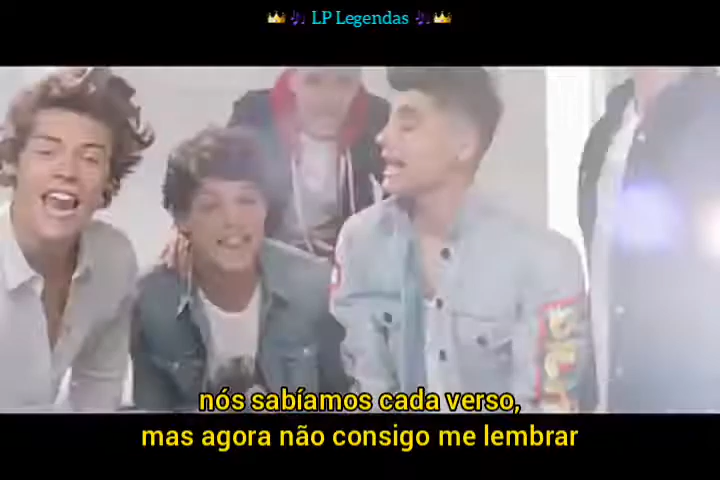 👑🎶 LP Legendas 🎶👑
nós sabíamos cada verso,
mas agora não consigo me lembrar